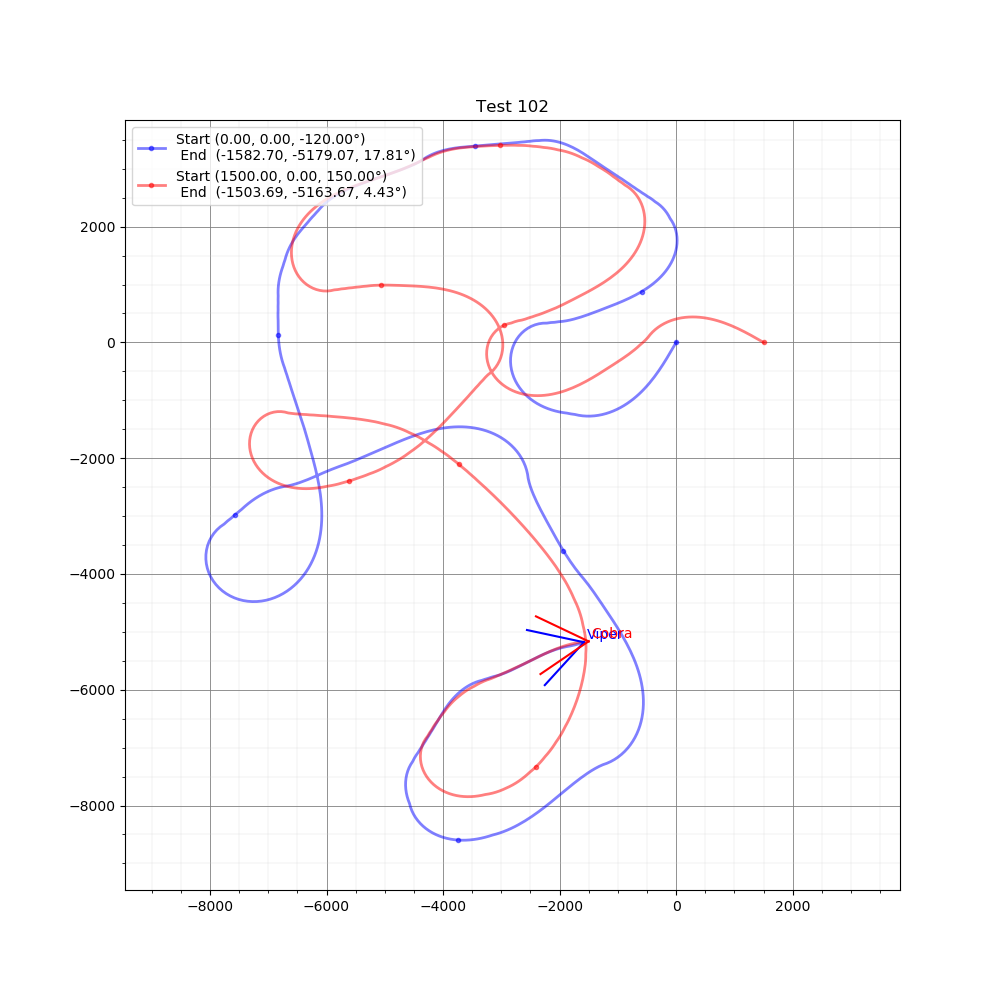 Test 102
Start (0.00, 0.00, -120.00°)
End (-1582.70, -5179.07, 17.81°)
Start (1500.00, 0.00, 150.00°)
End (-1503.69, -5163.67, 4.43°)
2000
0
−2000
−4000
−6000
−8000
Viper
Cobra
−8000 −6000 −4000 −2000 0 2000